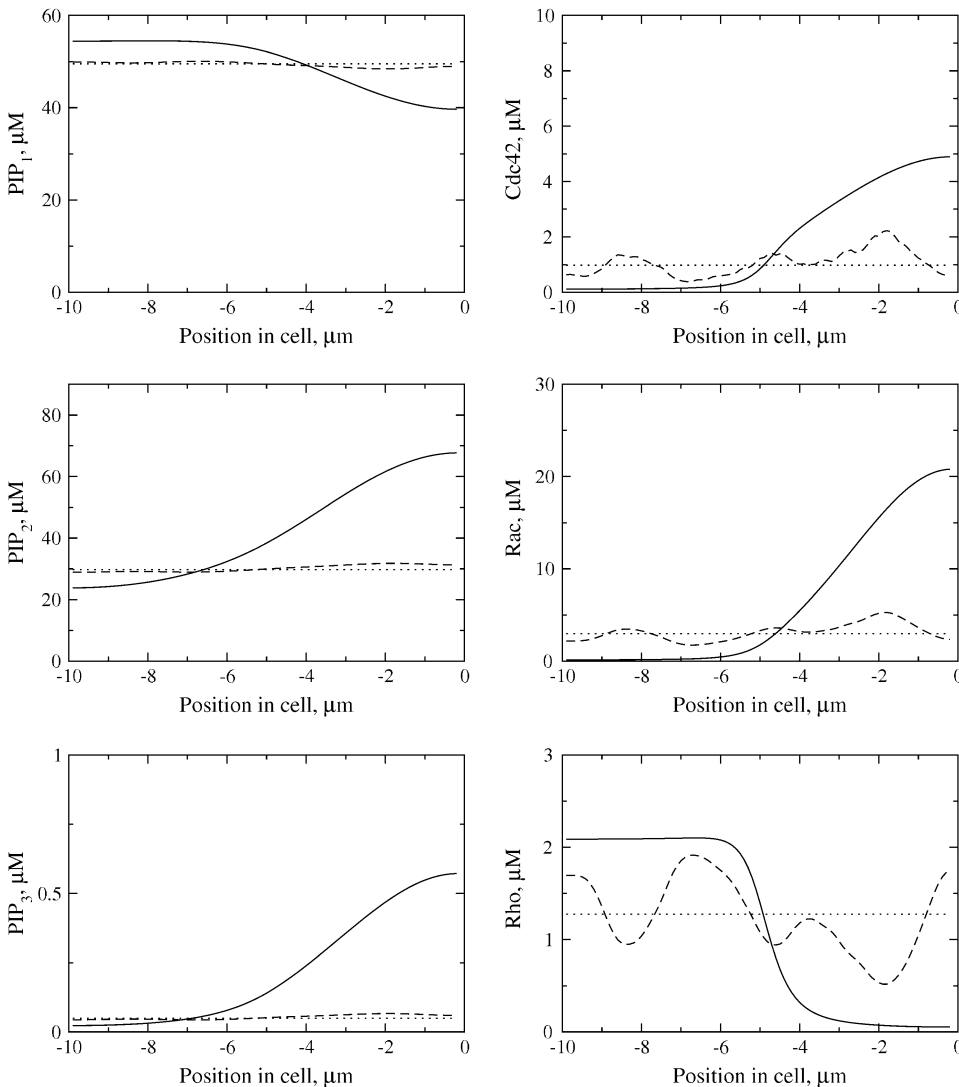 60
40
20
0
PIP1, μM
-10 -8 -6 -4 -2 0
Position in cell, μm
10
8
6
4
2
0
Cdc42, μM
-10 -8 -6 -4 -2 0
Position in cell, μm
80
60
40
20
0
PIP2, μM
-10 -8 -6 -4 -2 0
Position in cell, μm
30
20
10
0
Rac, μM
-10 -8 -6 -4 -2 0
Position in cell, μm
1
0.5
0
PIP3, μM
-10 -8 -6 -4 -2 0
Position in cell, μm
3
2
1
0
Rho, μM
-10 -8 -6 -4 -2 0
Position in cell, μm